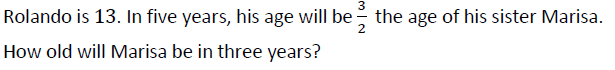 Rolando is 13. In five years, his age will be 3/2 the age of his sister Marisa.
How old will Marisa be in three years?